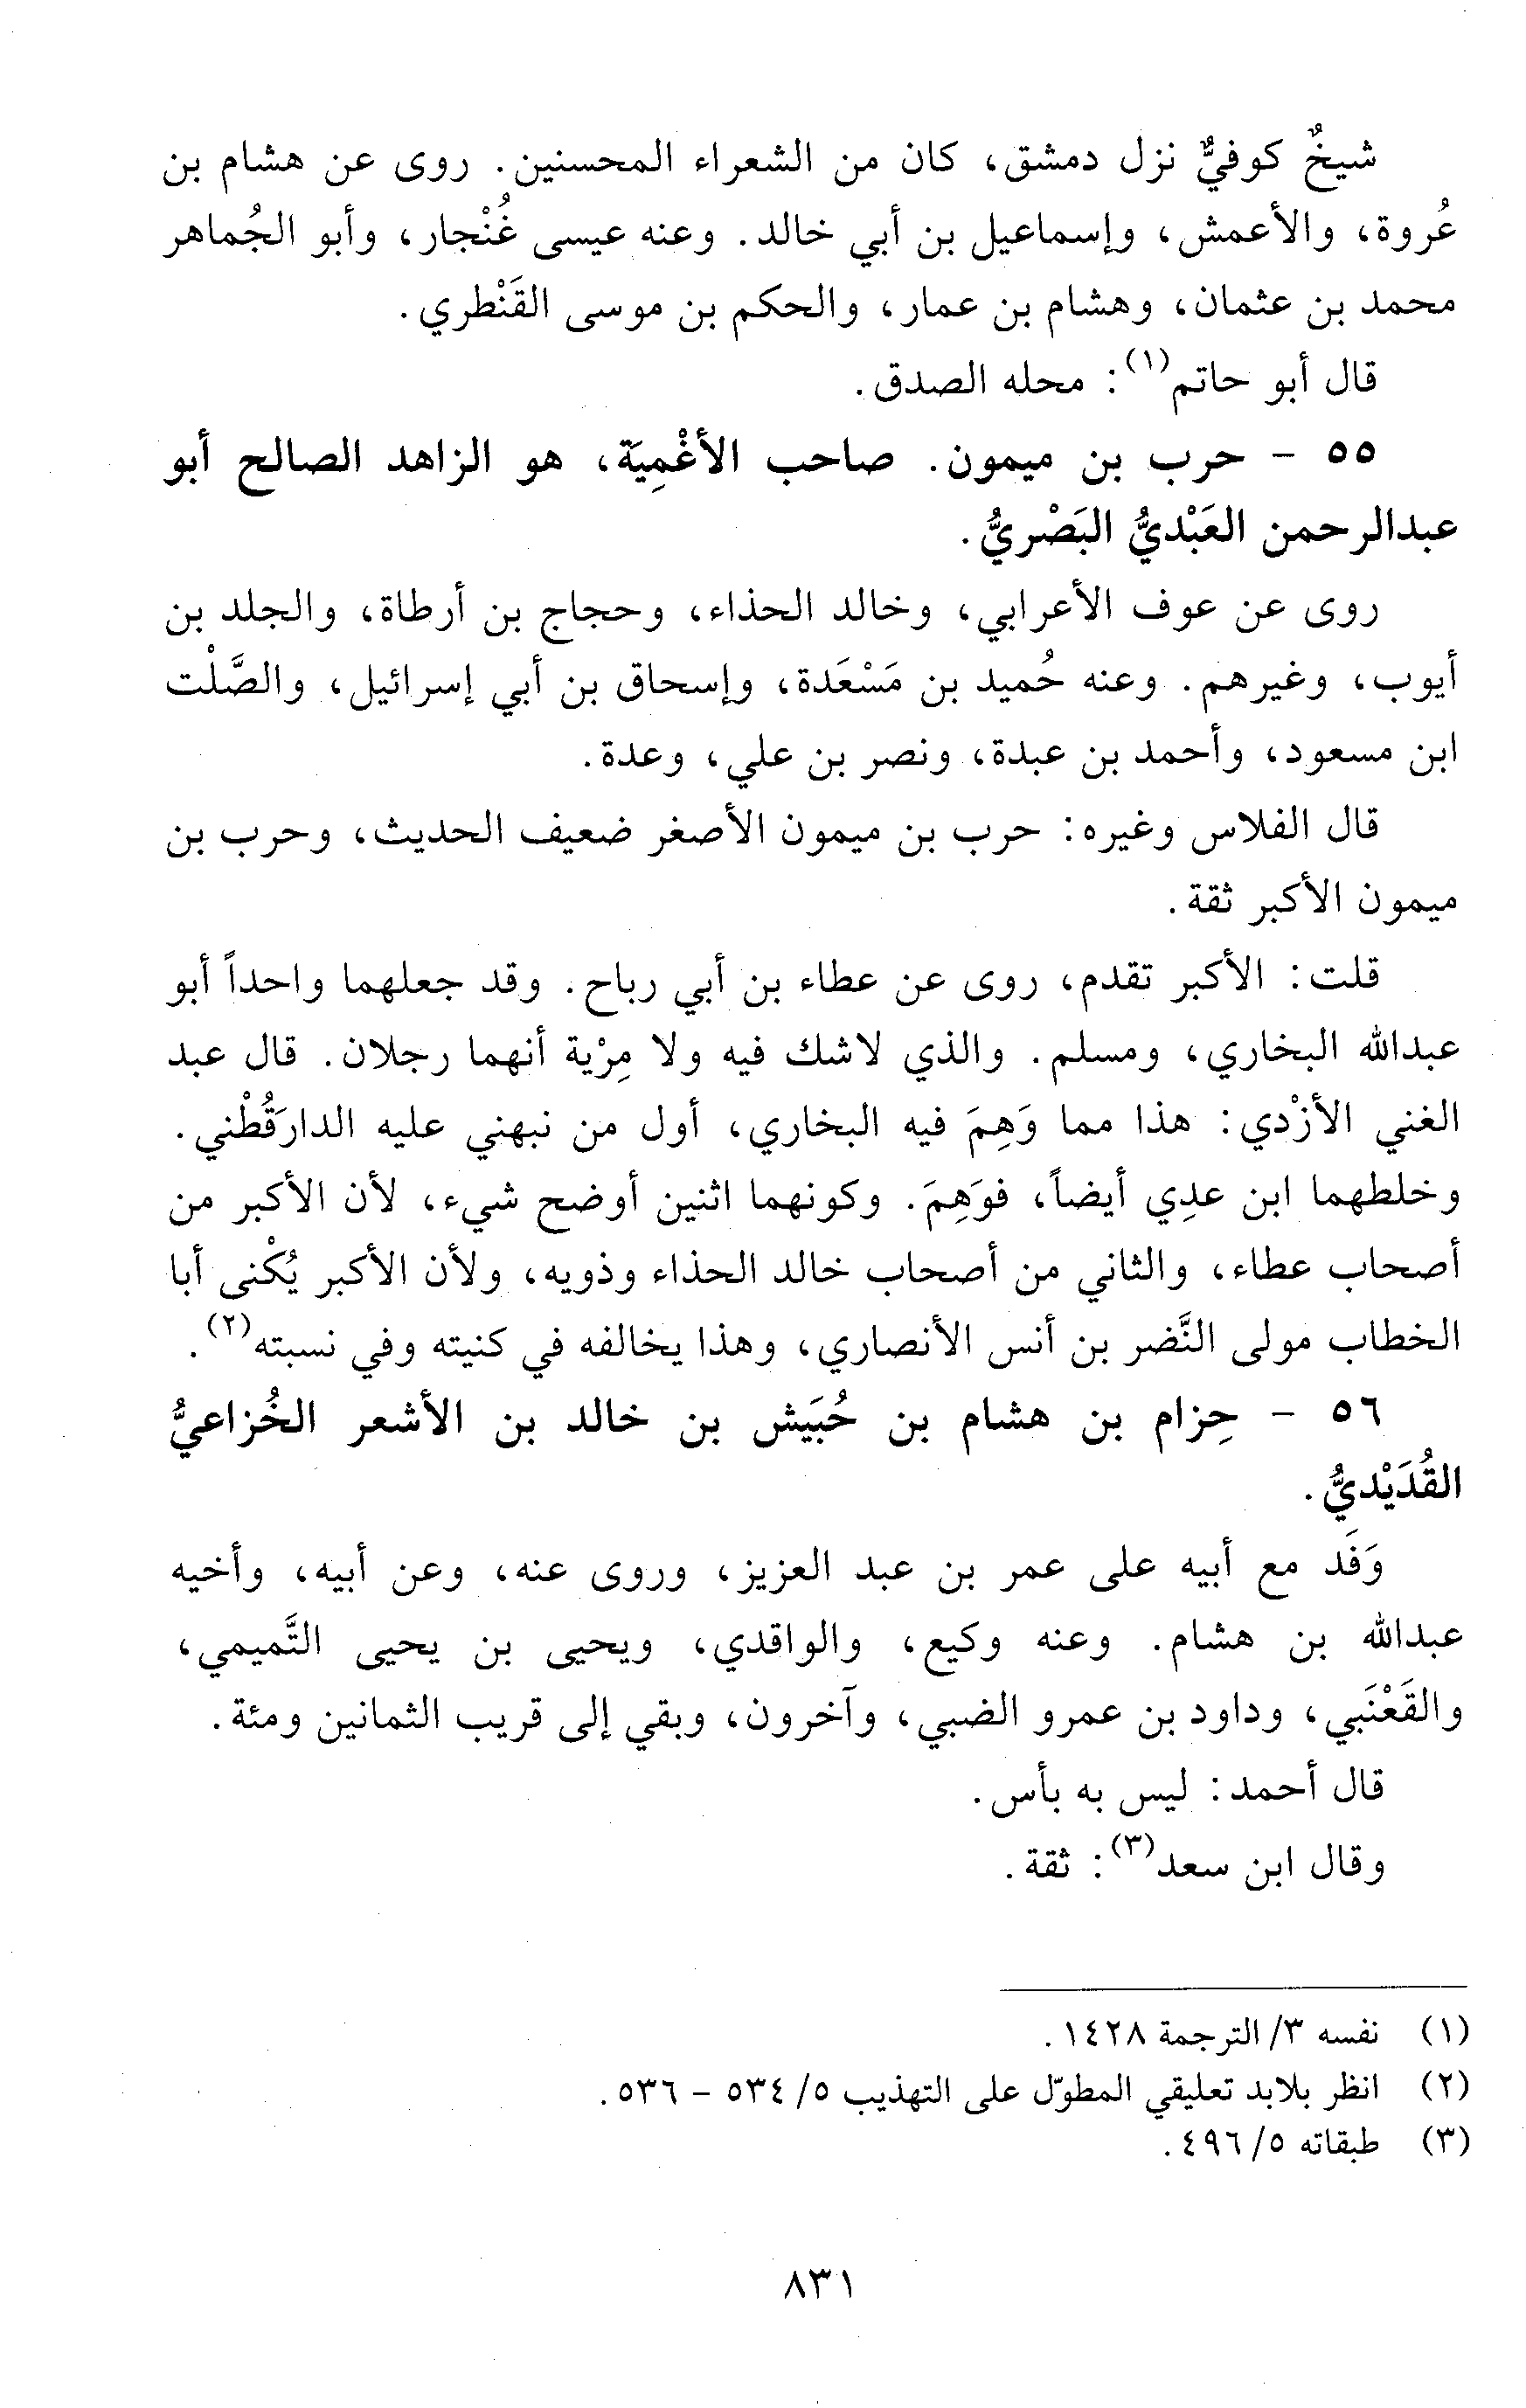 شيخٌ كوفيٌّ نزل دمشق، كان من الشعراء المحسنين. روى عن هشام بن
عُروة، والأعمش، وإسماعيل بن أبي خالد. وعنه عيسى غُنْجار، وأبو الجُماهر
محمد بن عثمان، وهشام بن عمار، والحكم بن موسى القَنْطري.
قال أبو حاتم(١): محله الصدق.
٥٥ - حرب بن ميمون. صاحب الأغْمِيَة، هو الزاهد الصالح أبو
عبدالرحمن العَبْديُّ البَصْريُّ.
روى عن عوف الأعرابي، وخالد الحذاء، وحجاج بن أرطاة، والجلد بن
أيوب، وغيرهم. وعنه حُميد بن مَسْعَدة، وإسحاق بن أبي إسرائيل، والصَّلْت
ابن مسعود، وأحمد بن عبدة، ونصر بن علي، وعدة.
قال الفلاس وغيره: حرب بن ميمون الأصغر ضعيف الحديث، وحرب بن
ميمون الأكبر ثقة.
قلت: الأكبر تقدم، روى عن عطاء بن أبي رباح. وقد جعلهما واحداً أبو
عبدالله البخاري، ومسلم. والذي لاشك فيه ولا مِرْية أنهما رجلان. قال عبد
الغني الأزْدي: هذا مما وَهِمَ فيه البخاري، أول من نبهني عليه الدارَقُطْني.
وخلطهما ابن عدِي أيضاً، فوَهِمَ. وكونهما اثنين أوضح شيء، لأن الأكبر من
أصحاب عطاء، والثاني من أصحاب خالد الحذاء وذويه، ولأن الأكبر يُكْنى أبا
الخطاب مولى النَّضر بن أنس الأنصاري، وهذا يخالفه في كنيته وفي نسبته(٢).
٥٦ - حِزام بن هشام بن حُبَيش بن خالد بن الأشعر الخُزاعيُّ
القُدَيْديُّ.
وَفَد مع أبيه على عمر بن عبد العزيز، وروى عنه، وعن أبيه، وأخيه
عبدالله بن هشام. وعنه وكيع، والواقدي، ويحيى بن يحيى التَّميمي،
والقَعْنَبي، وداود بن عمرو الضبي، وآخرون، وبقي إلى قريب الثمانين ومئة.
قال أحمد: ليس به بأس.
وقال ابن سعد(٣): ثقة.
(١) نفسه ٣/ الترجمة ١٤٢٨.
(٢) انظر بلابد تعليقي المطوّل على التهذيب ٥/ ٥٣٤ - ٥٣٦.
(٣) طبقاته ٥/ ٤٩٦.
٨٣١